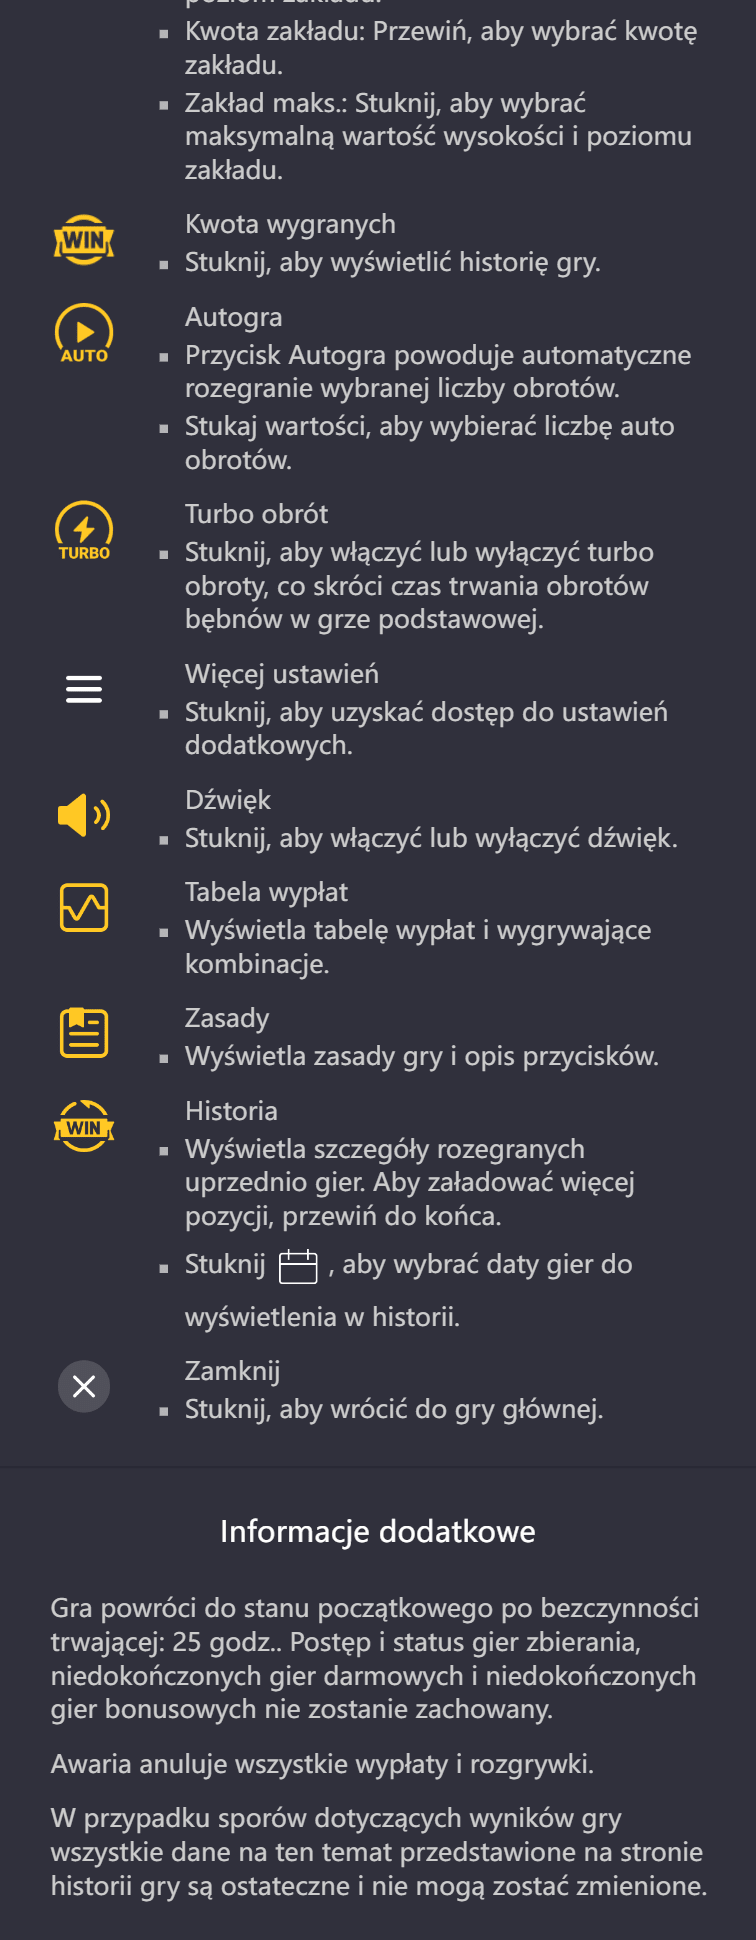 poziom zakładu.
Kwota zakładu: Przewiń, aby wybrać kwotę
zakładu.
Zakład maks.: Stuknij, aby wybrać
maksymalną wartość wysokości i poziomu
zakładu.
WIN
Kwota wygranych
Stuknij, aby wyświetlić historię gry.
AUTO
Autogra
Przycisk Autogra powoduje automatyczne
rozegranie wybranej liczby obrotów.
Stukaj wartości, aby wybierać liczbę auto
obrotów.
TURBO
Turbo obrót
Stuknij, aby włączyć lub wyłączyć turbo
obroty, co skróci czas trwania obrotów
bębnów w grze podstawowej.
Więcej ustawień
Stuknij, aby uzyskać dostęp do ustawień
dodatkowych.
Dźwięk
Stuknij, aby włączyć lub wyłączyć dźwięk.
Tabela wypłat
Wyświetla tabelę wypłat i wygrywające
kombinacje.
Zasady
Wyświetla zasady gry i opis przycisków.
WIN
Historia
Wyświetla szczegóły rozegranych
uprzednio gier. Aby załadować więcej
pozycji, przewiń do końca.
Stuknij , aby wybrać daty gier do
wyświetlenia w historii.
Zamknij
Stuknij, aby wrócić do gry głównej.
Informacje dodatkowe
Gra powróci do stanu początkowego po bezczynności
trwającej: 25 godz.. Postęp i status gier zbierania,
niedokończonych gier darmowych i niedokończonych
gier bonusowych nie zostanie zachowany.
Awaria anuluje wszystkie wypłaty i rozgrywki.
W przypadku sporów dotyczących wyników gry
wszystkie dane na ten temat przedstawione na stronie
historii gry są ostateczne i nie mogą zostać zmienione.